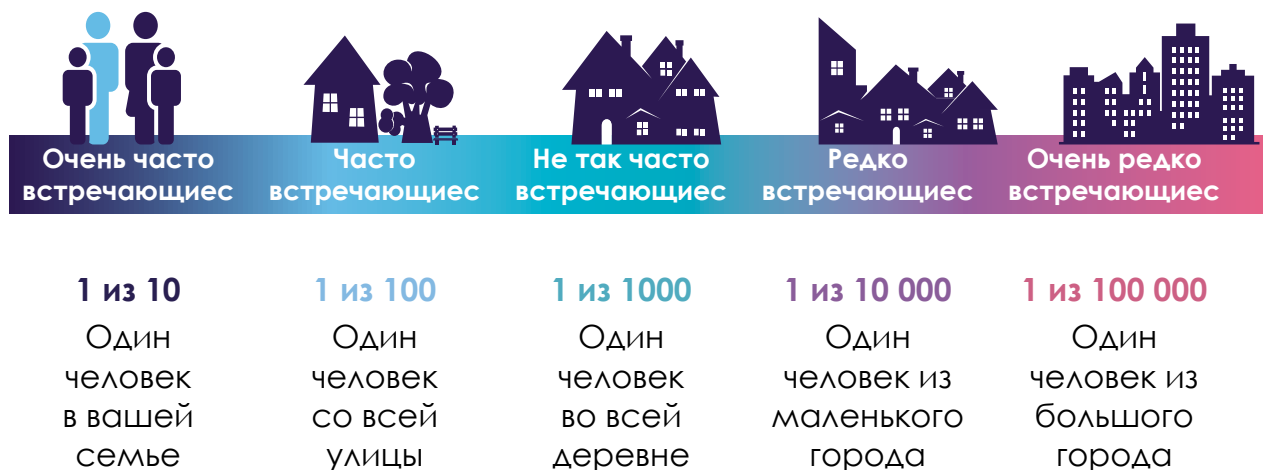 Очень часто
встречающиес
Часто
встречающиес
Не так часто
встречающиес
Редко
встречающиес
Очень редко
встречающиес
1 из 10
Один
человек
в вашей
семье
1 из 100
Один
человек
со всей
улицы
1 из 1000
Один
человек
во всей
деревне
1 из 10 000
Один
человек из
маленького
города
1 из 100 000
Один
человек из
большого
города